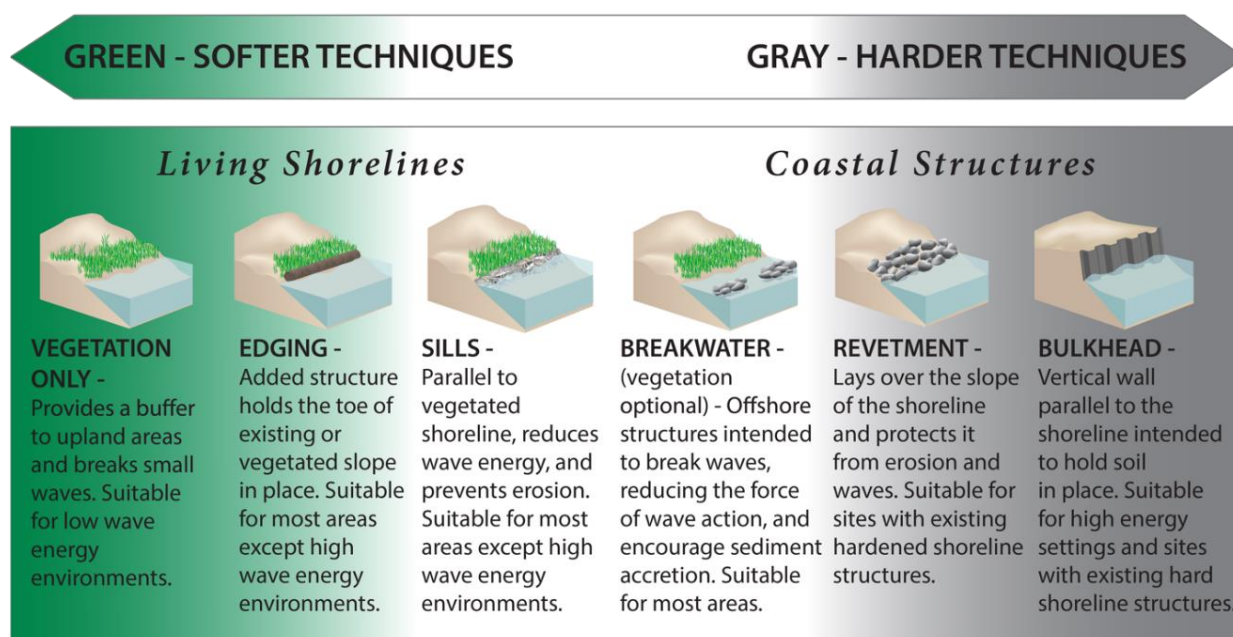 GREEN - SOFTER TECHNIQUES
GRAY - HARDER TECHNIQUES
Living Shorelines
Coastal Structures
VEGETATION
ONLY -
Provides a buffer
to upland areas
and breaks small
waves. Suitable
for low wave
energy
environments.
EDGING -
Added structure
holds the toe of
existing or
vegetated slope
in place. Suitable
for most areas
except high
wave energy
environments.
SILLS -
Parallel to
vegetated
shoreline, reduces
wave energy, and
prevents erosion.
Suitable for most
areas except high
wave energy
environments.
BREAKWATER -
(vegetation
optional) - Offshore
structures intended
to break waves,
reducing the force
of wave action, and
encourage sediment
accretion. Suitable
for most areas.
REVETMENT -
Lays over the slope
of the shoreline
and protects it
from erosion and
waves. Suitable for
sites with existing
hardened shoreline
structures.
BULKHEAD -
Vertical wall
parallel to the
shoreline intended
to hold soil
in place. Suitable
for high energy
settings and sites
with existing hard
shoreline structures.